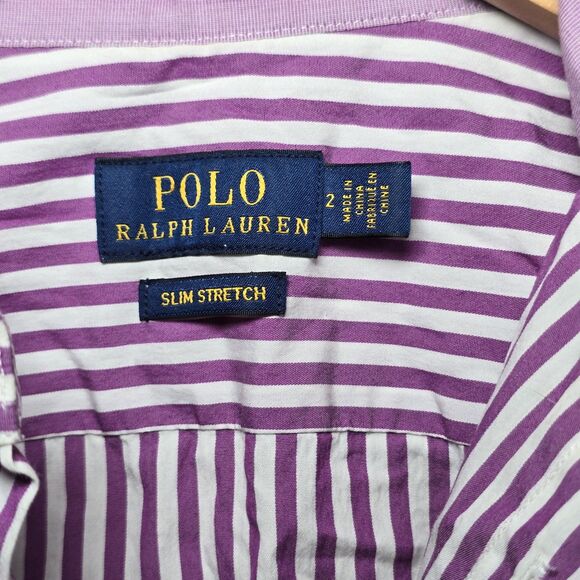 POLO
RALPH LAUREN
2
MADE IN
CHINA
FABRIQUÉ EN
CHINE
SLIM STRETCH